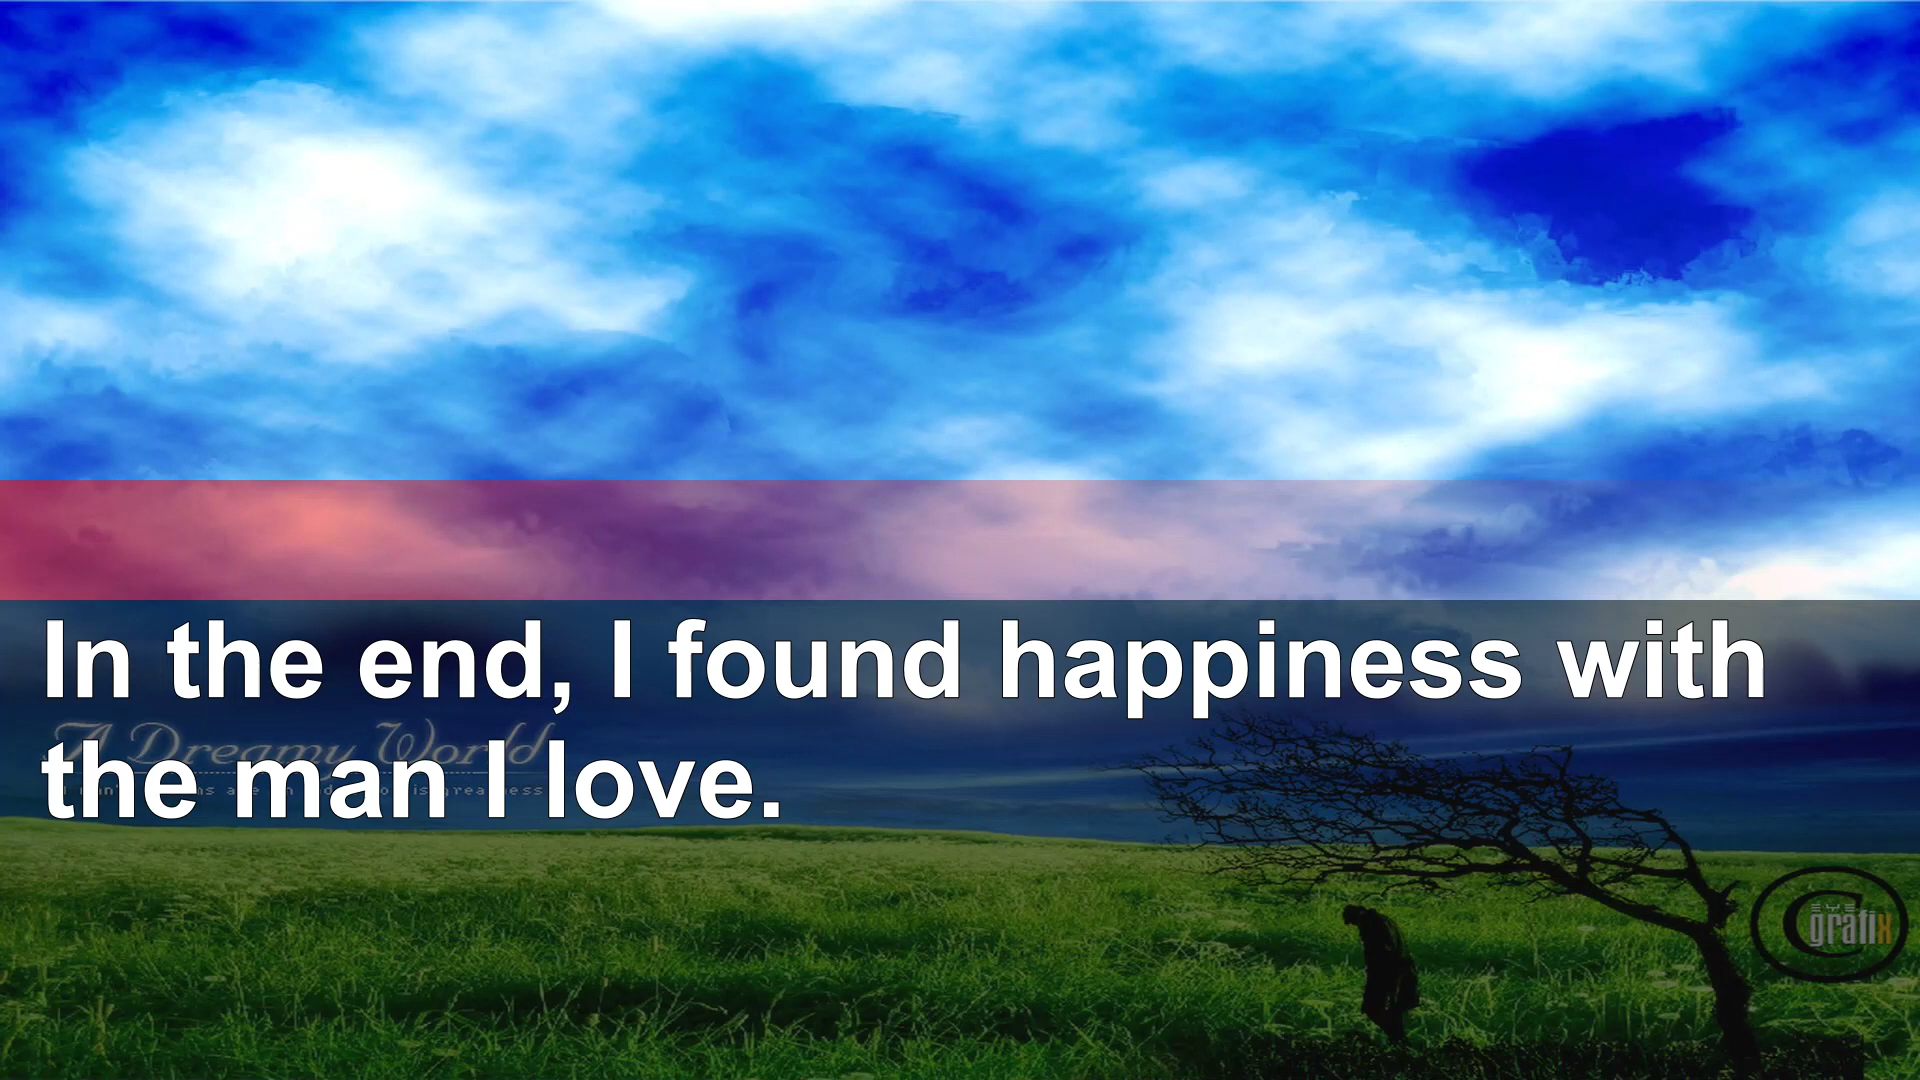 In the end, I found happiness with
A Dreamy World
the man I love.
grafix